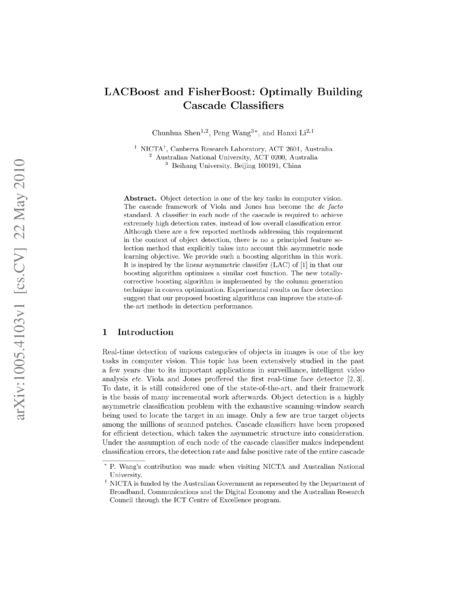 LACBoost and FisherBoost: Optimally Building
Cascade Classifiers
Chunhua Shen1,2, Peng Wang3*, and Hanxi Li2,1
1 NICTA†, Canberra Research Laboratory, ACT 2601, Australia
2 Australian National University, ACT 0200, Australia
3 Beihang University, Beijing 100191, China
Abstract. Object detection is one of the key tasks in computer vision.
The cascade framework of Viola and Jones has become the de facto
standard. A classifier in each node of the cascade is required to achieve
extremely high detection rates, instead of low overall classification error.
Although there are a few reported methods addressing this requirement
in the context of object detection, there is no a principled feature se-
lection method that explicitly takes into account this asymmetric node
learning objective. We provide such a boosting algorithm in this work.
It is inspired by the linear asymmetric classifier (LAC) of [1] in that our
boosting algorithm optimizes a similar cost function. The new totally-
corrective boosting algorithm is implemented by the column generation
technique in convex optimization. Experimental results on face detection
suggest that our proposed boosting algorithms can improve the state-of-
the-art methods in detection performance.
1 Introduction
Real-time detection of various categories of objects in images is one of the key
tasks in computer vision. This topic has been extensively studied in the past
a few years due to its important applications in surveillance, intelligent video
analysis etc. Viola and Jones proffered the first real-time face detector [2, 3].
To date, it is still considered one of the state-of-the-art, and their framework
is the basis of many incremental work afterwards. Object detection is a highly
asymmetric classification problem with the exhaustive scanning-window search
being used to locate the target in an image. Only a few are true target objects
among the millions of scanned patches. Cascade classifiers have been proposed
for efficient detection, which takes the asymmetric structure into consideration.
Under the assumption of each node of the cascade classifier makes independent
classification errors, the detection rate and false positive rate of the entire cascade
* P. Wang's contribution was made when visiting NICTA and Australian National
University.
† NICTA is funded by the Australian Government as represented by the Department of
Broadband, Communications and the Digital Economy and the Australian Research
Council through the ICT Centre of Excellence program.
arXiv:1005.4103v1 [cs.CV] 22 May 2010